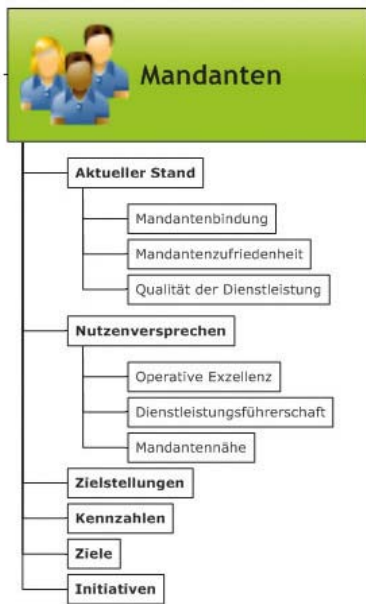 Mandanten
Aktueller Stand
Mandantenbindung
Mandantenzufriedenheit
Qualität der Dienstleistung
Nutzenversprechen
Operative Exzellenz
Dienstleistungsführerschaft
Mandantennähe
Zielstellungen
Kennzahlen
Ziele
Initiativen